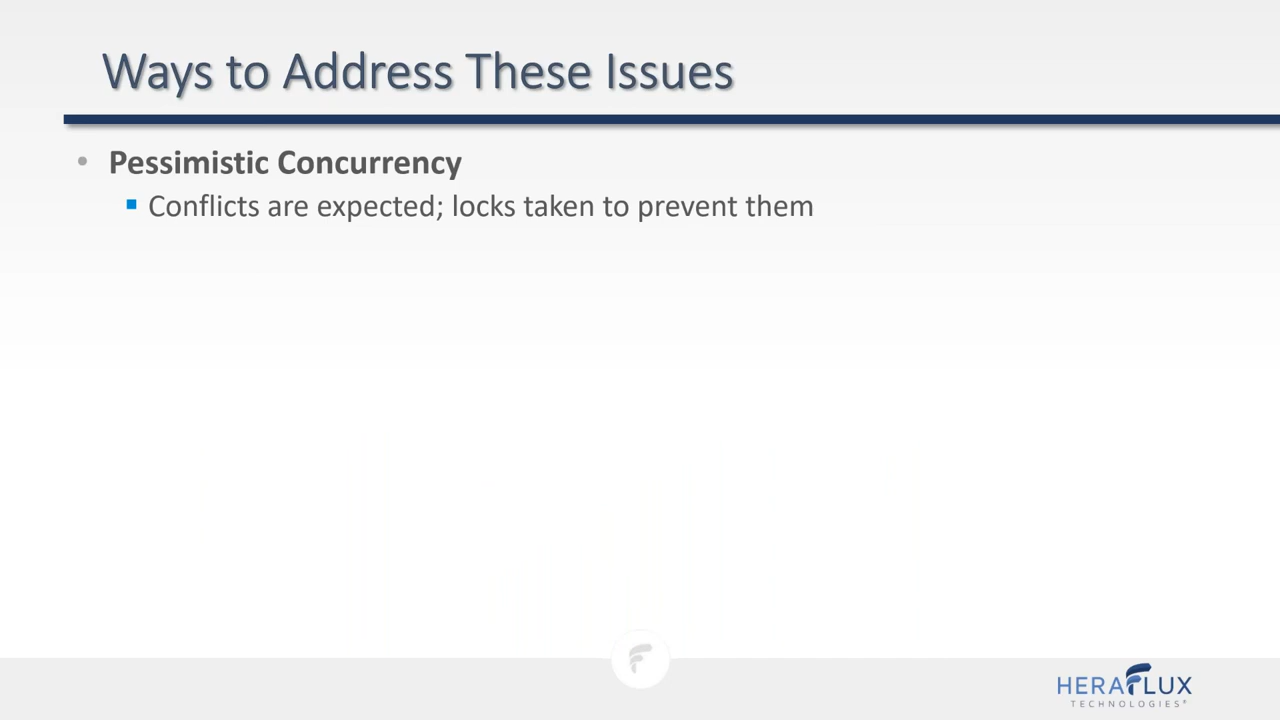 Ways to Address These Issues
• Pessimistic Concurrency
▪ Conflicts are expected; locks taken to prevent them
HERAFLUX
TECHNOLOGIES®